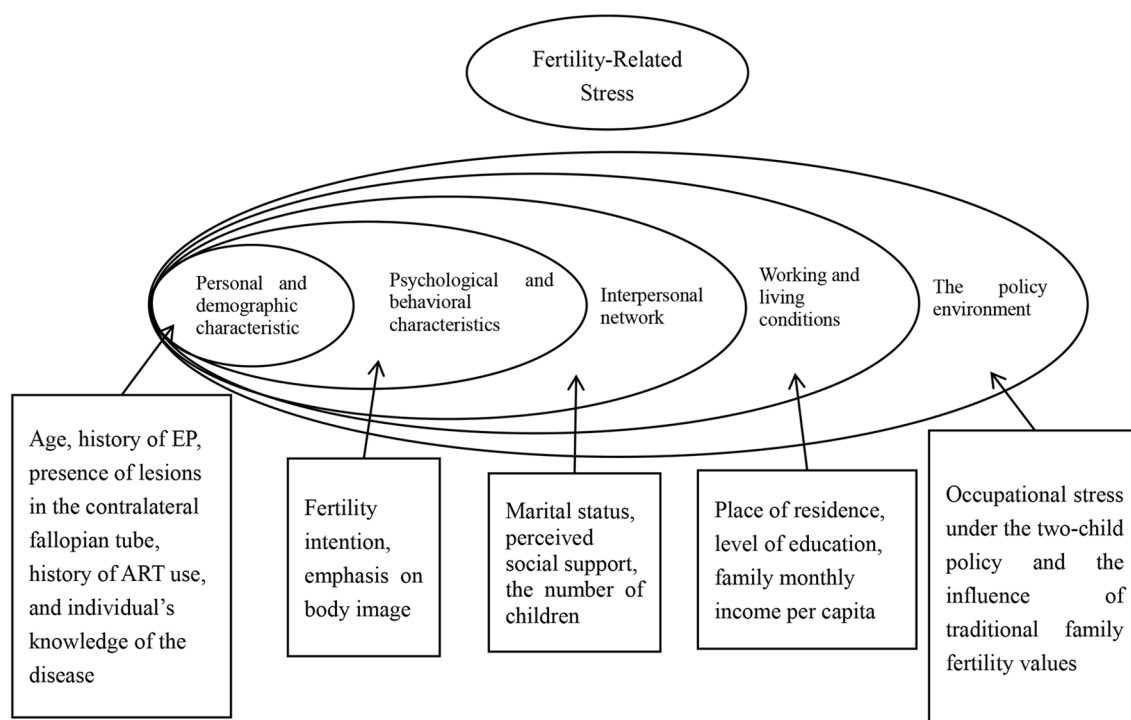 Fertility-Related
Stress
Personal and
demographic
characteristic
Psychological and
behavioral
characteristics
Interpersonal
network
Working and
living
conditions
The policy
environment
Age, history of EP,
presence of lesions
in the contralateral
fallopian tube,
history of ART use,
and individual's
knowledge of the
disease
Fertility
intention,
emphasis on
body image
Marital status,
perceived
social support,
the number of
children
Place of residence,
level of education,
family monthly
income per capita
Occupational stress
under the two-child
policy and the
influence of
traditional family
fertility values